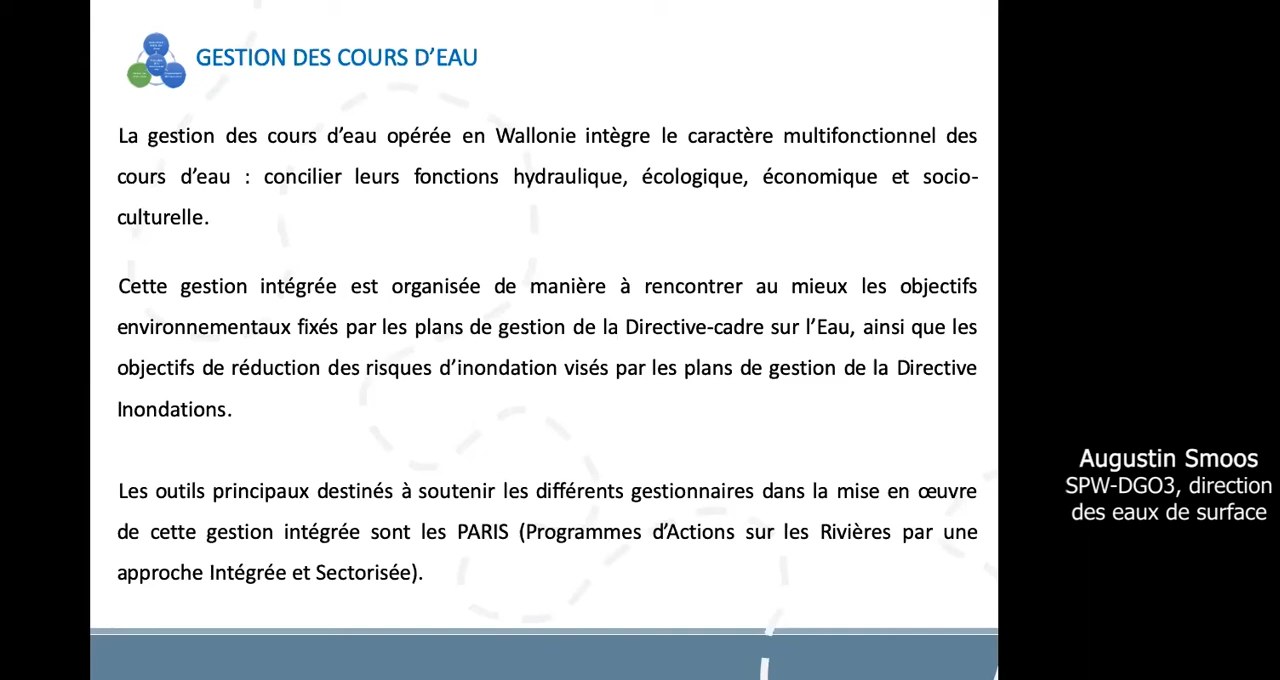 GESTION DES COURS D’EAU
La gestion des cours d’eau opérée en Wallonie intègre le caractère multifonctionnel des
cours d’eau : concilier leurs fonctions hydraulique, écologique, économique et socio-
culturelle.
Cette gestion intégrée est organisée de manière à rencontrer au mieux les objectifs
environnementaux fixés par les plans de gestion de la Directive-cadre sur l’Eau, ainsi que les
objectifs de réduction des risques d’inondation visés par les plans de gestion de la Directive
Inondations.
Les outils principaux destinés à soutenir les différents gestionnaires dans la mise en œuvre
de cette gestion intégrée sont les PARIS (Programmes d’Actions sur les Rivières par une
approche Intégrée et Sectorisée).
Augustin Smoos
SPW-DGO3, direction
des eaux de surface